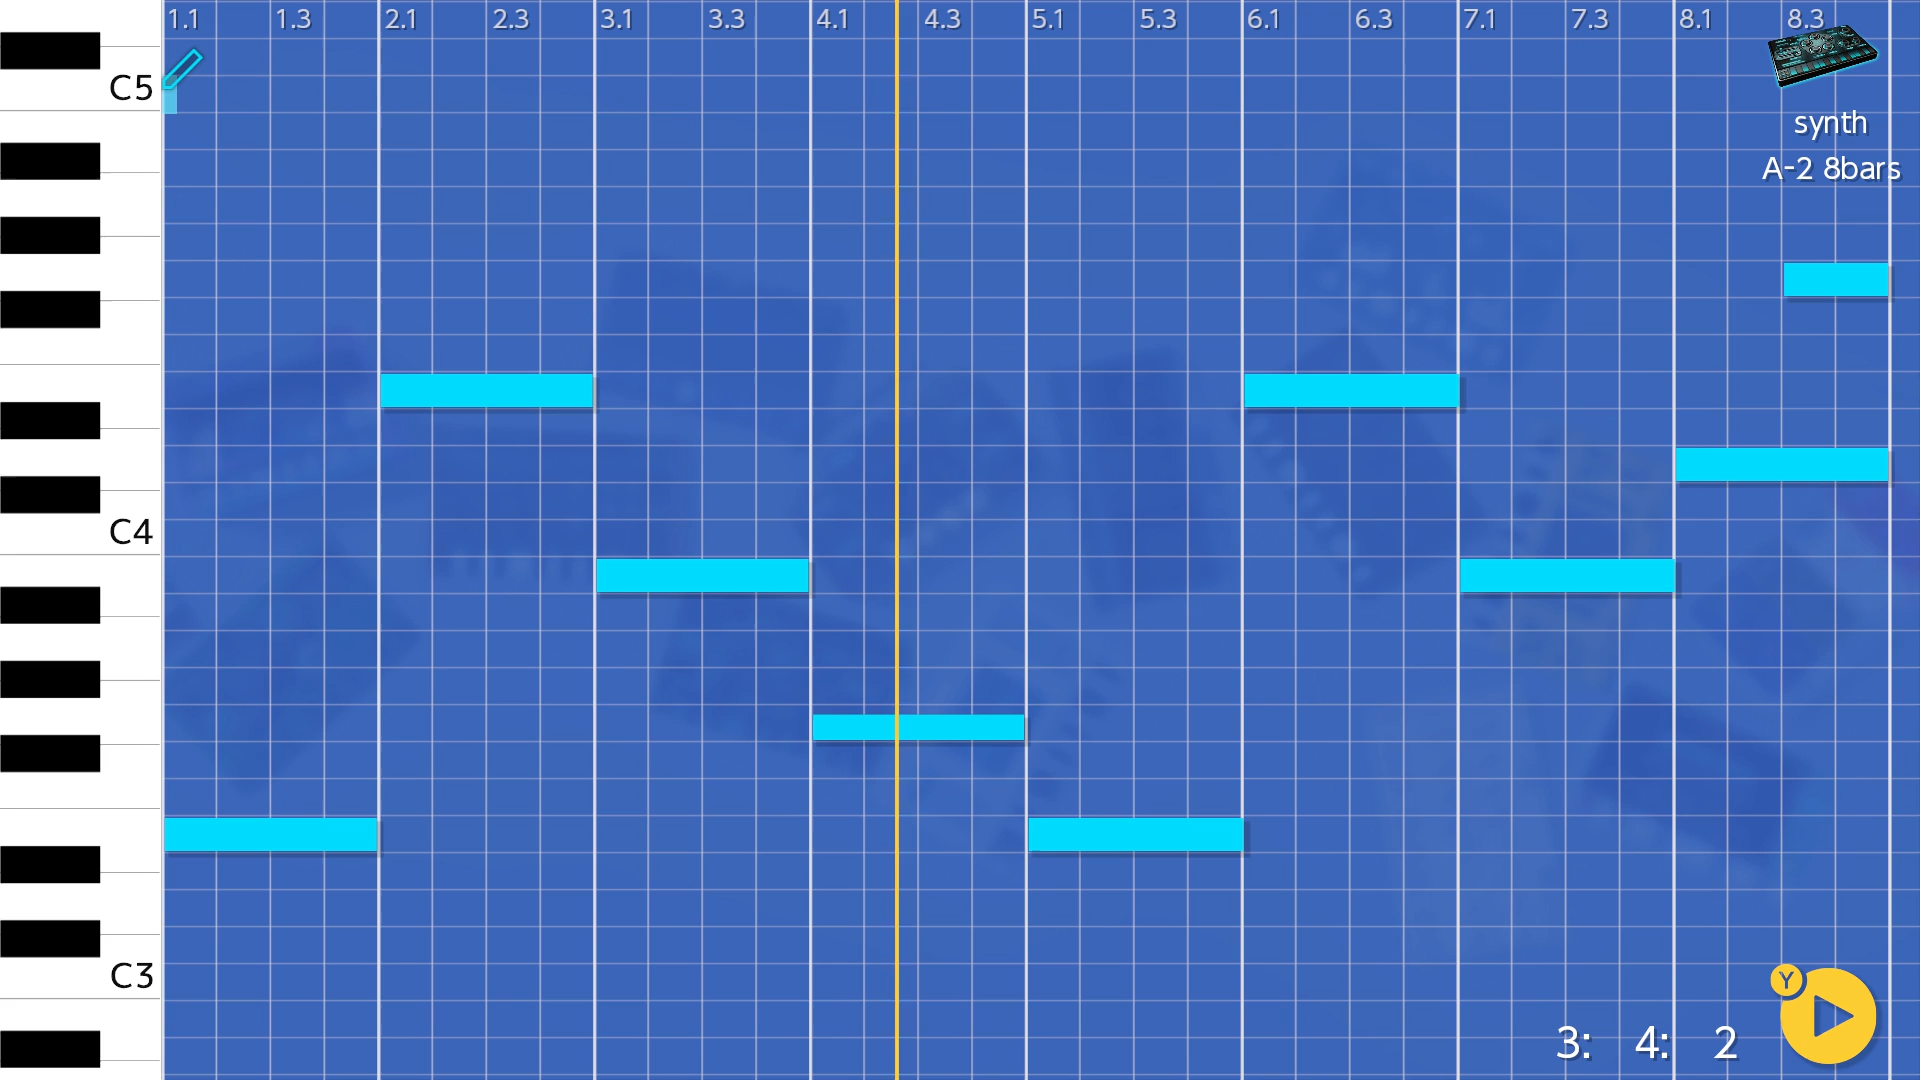 1.1 1.3 2.1 2.3 3.1 3.3 4.1 4.3 5.1 5.3 6.1 6.3 7.1 7.3 8.1 8.3
C5
synth
A-2 8bars
C4
C3
Y
3: 4: 2